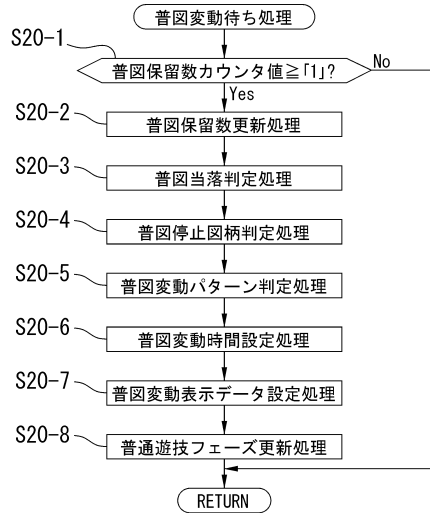 普図変動待ち処理
S20-1
普図保留数カウンタ値≧「1」?
No
Yes
S20-2
普図保留数更新処理
S20-3
普図当落判定処理
S20-4
普図停止図柄判定処理
S20-5
普図変動パターン判定処理
S20-6
普図変動時間設定処理
S20-7
普図変動表示データ設定処理
S20-8
普通遊技フェーズ更新処理
RETURN